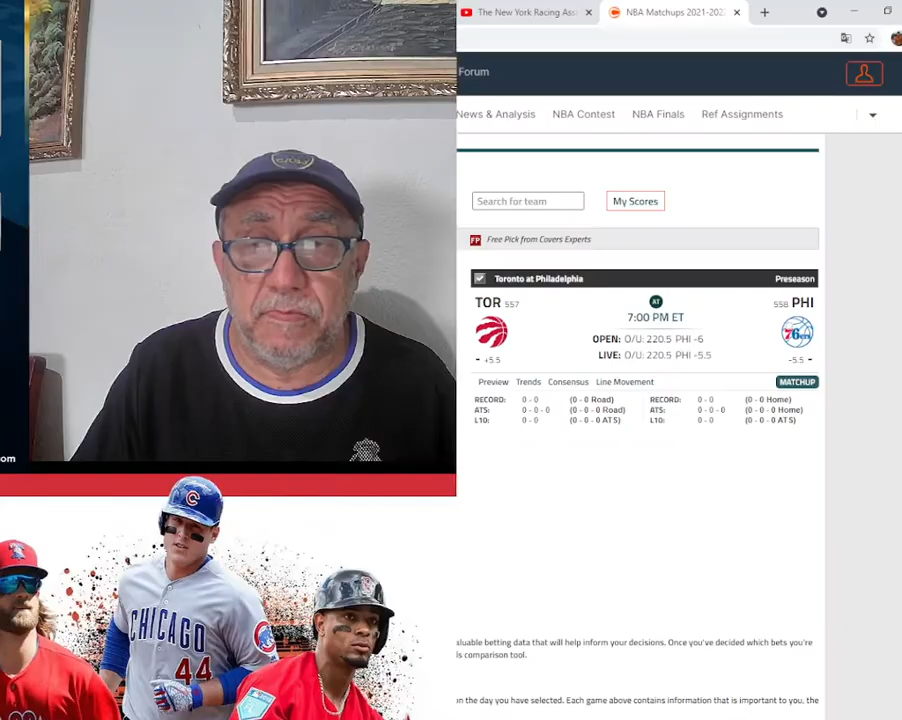 The New York Racing Ass
NBA Matchups 2021-202
Forum
News & Analysis NBA Contest NBA Finals Ref Assignments
Search for team
My Scores
FP Free Pick from Covers Experts
Toronto at Philadelphia Preseason
TOR 557 AT 558 PHI
7:00 PM ET
76ers
OPEN: O/U: 220.5 PHI -6
LIVE: O/U: 220.5 PHI -5.5
+5.5 -5.5
Preview Trends Consensus Line Movement MATCHUP
RECORD: 0 - 0 (0 - 0 Road) RECORD: 0 - 0 (0 - 0 Home)
ATS: 0 - 0 - 0 (0 - 0 - 0 Road) ATS: 0 - 0 - 0 (0 - 0 - 0 Home)
L10: 0 - 0 (0 - 0 - 0 ATS) L10: 0 - 0 (0 - 0 - 0 ATS)
om
C
CHICAGO
44
aluable betting data that will help inform your decisions. Once you've decided which bets you're
ls comparison tool.
on the day you have selected. Each game above contains information that is important to you, the